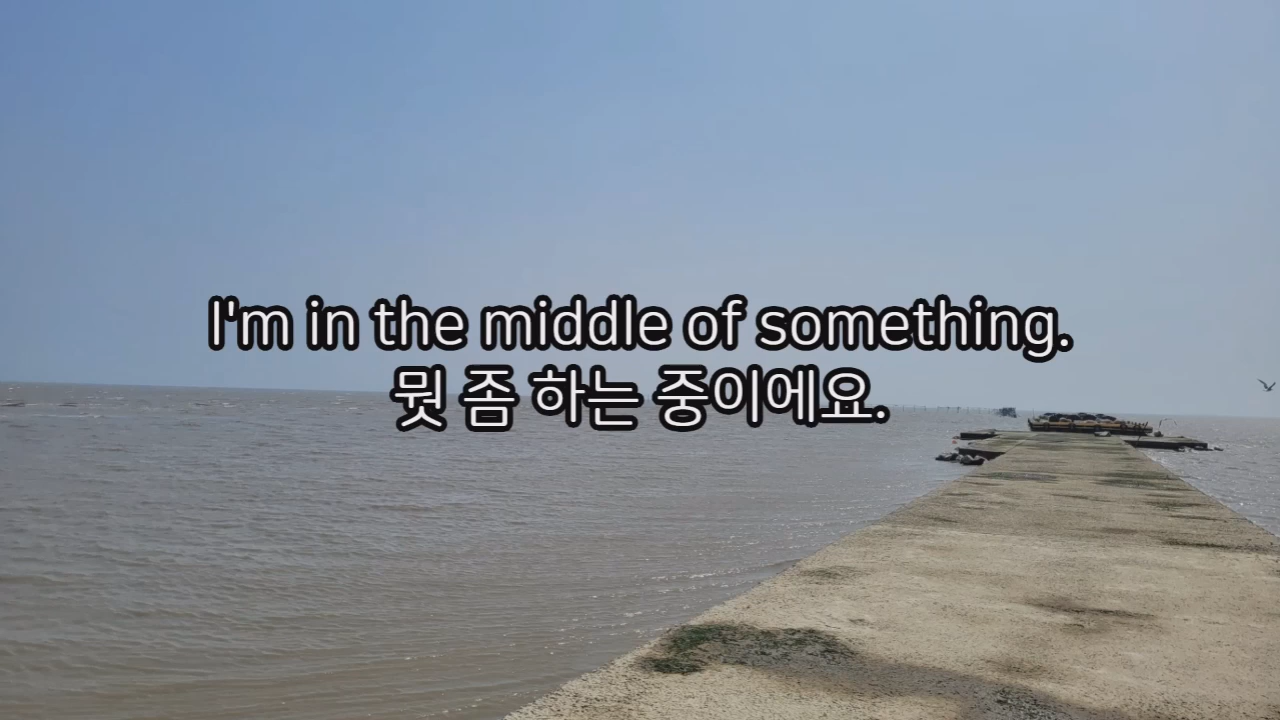 I'm in the middle of something.
뭣 좀 하는 중이에요.